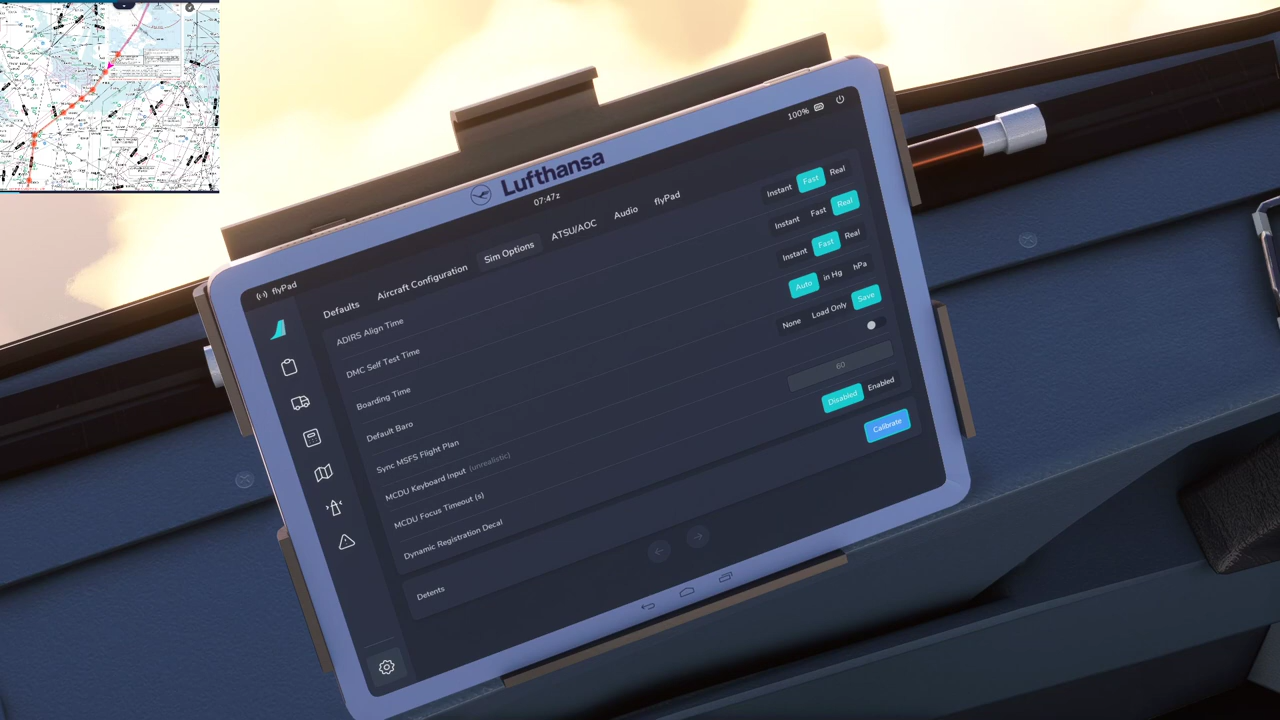 Lufthansa
flyPad
07:47z
100%
Defaults Aircraft Configuration Sim Options ATSU/AOC Audio flyPad
ADIRS Align Time Instant Fast Real
DMC Self Test Time Instant Fast Real
Boarding Time Instant Fast Real
Default Baro Auto in Hg hPa
Sync MSFS Flight Plan None Load Only Save
MCDU Keyboard Input (unrealistic)
MCDU Focus Timeout (s) 60
Dynamic Registration Decal Disabled Enabled
Detents Calibrate